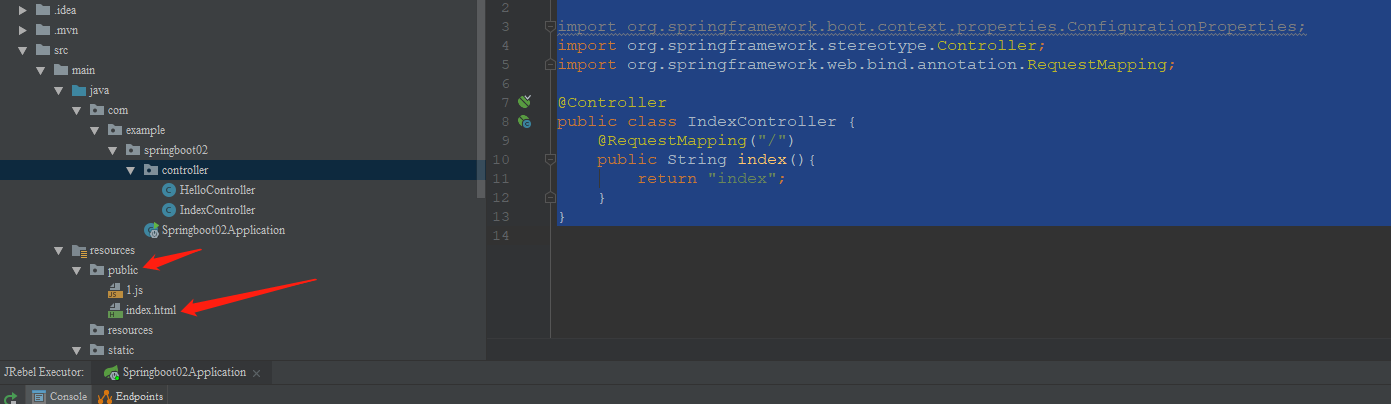 .idea
.mvn
src
main
java
com
example
springboot02
controller
HelloController
IndexController
Springboot02Application
resources
public
1.js
index.html
resources
static
2
3 import org.springframework.boot.context.properties.ConfigurationProperties;
4 import org.springframework.stereotype.Controller;
5 import org.springframework.web.bind.annotation.RequestMapping;
6
7 @Controller
8 public class IndexController {
9 @RequestMapping("/")
10 public String index(){
11 return "index";
12 }
13 }
14
JRebel Executor: Springboot02Application
Console Endpoints